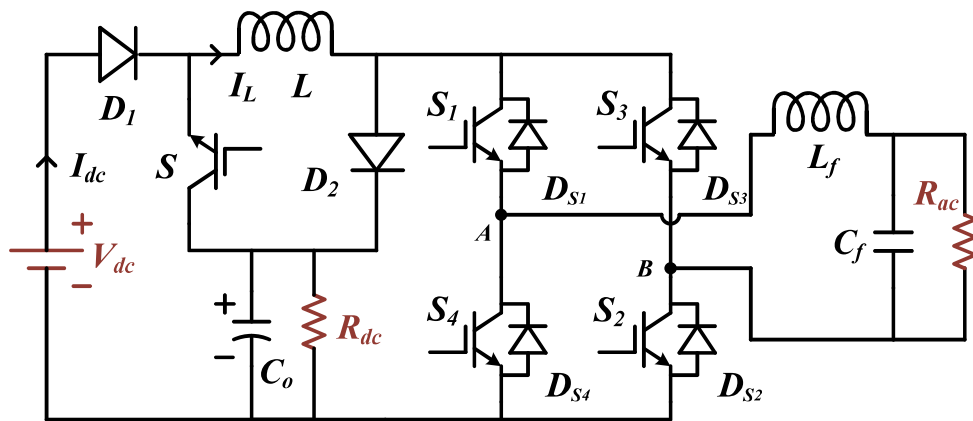 D1
IL
L
S1
S3
Lf
Idc
S
D2
DS1
DS3
Rac
+
Vdc
−
A
B
Cf
+
−
Co
Rdc
S4
S2
DS4
DS2